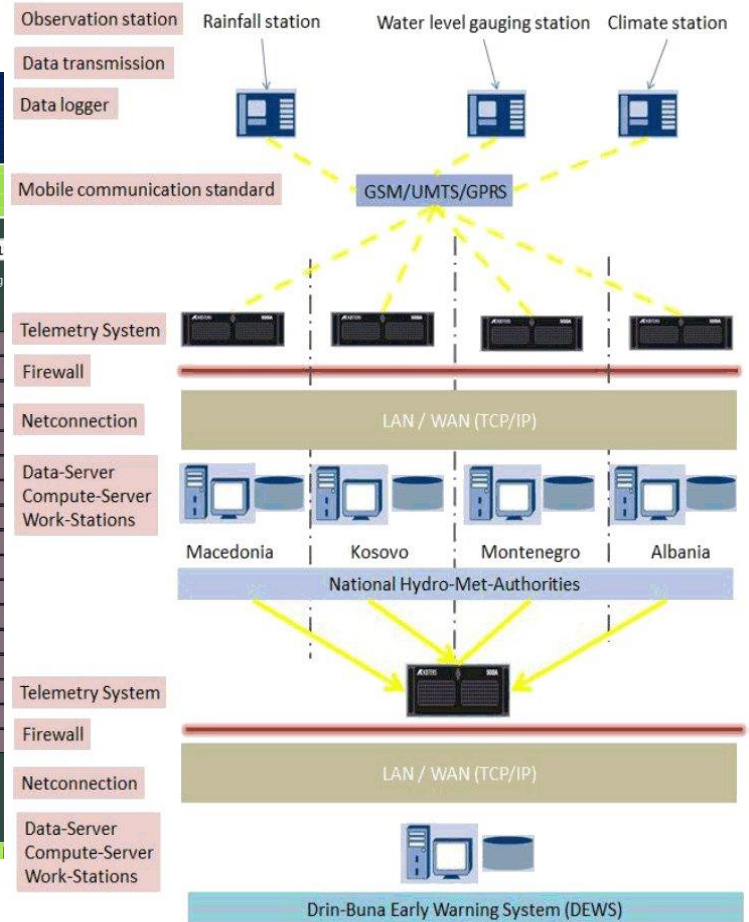 Observation station
Rainfall station
Water level gauging station
Climate station
Data transmission
Data logger
Mobile communication standard
GSM/UMTS/GPRS
Telemetry System
Firewall
Netconnection
LAN / WAN (TCP/IP)
Data-Server
Compute-Server
Work-Stations
Macedonia
Kosovo
Montenegro
Albania
National Hydro-Met-Authorities
Telemetry System
Firewall
Netconnection
LAN / WAN (TCP/IP)
Data-Server
Compute-Server
Work-Stations
Drin-Buna Early Warning System (DEWS)